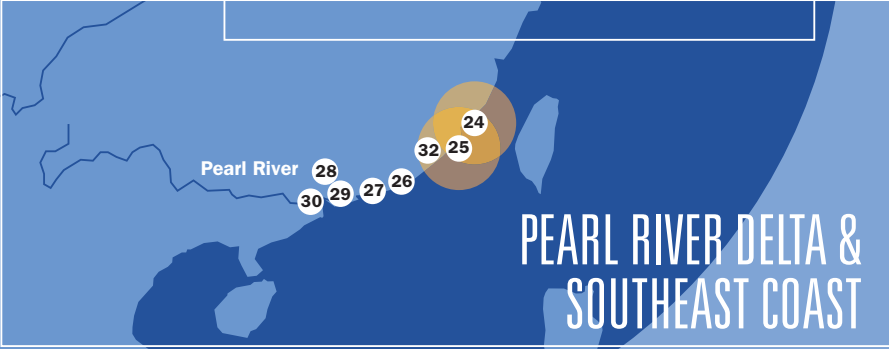 24
32 25
Pearl River 28
26
27
29
30
PEARL RIVER DELTA &
SOUTHEAST COAST